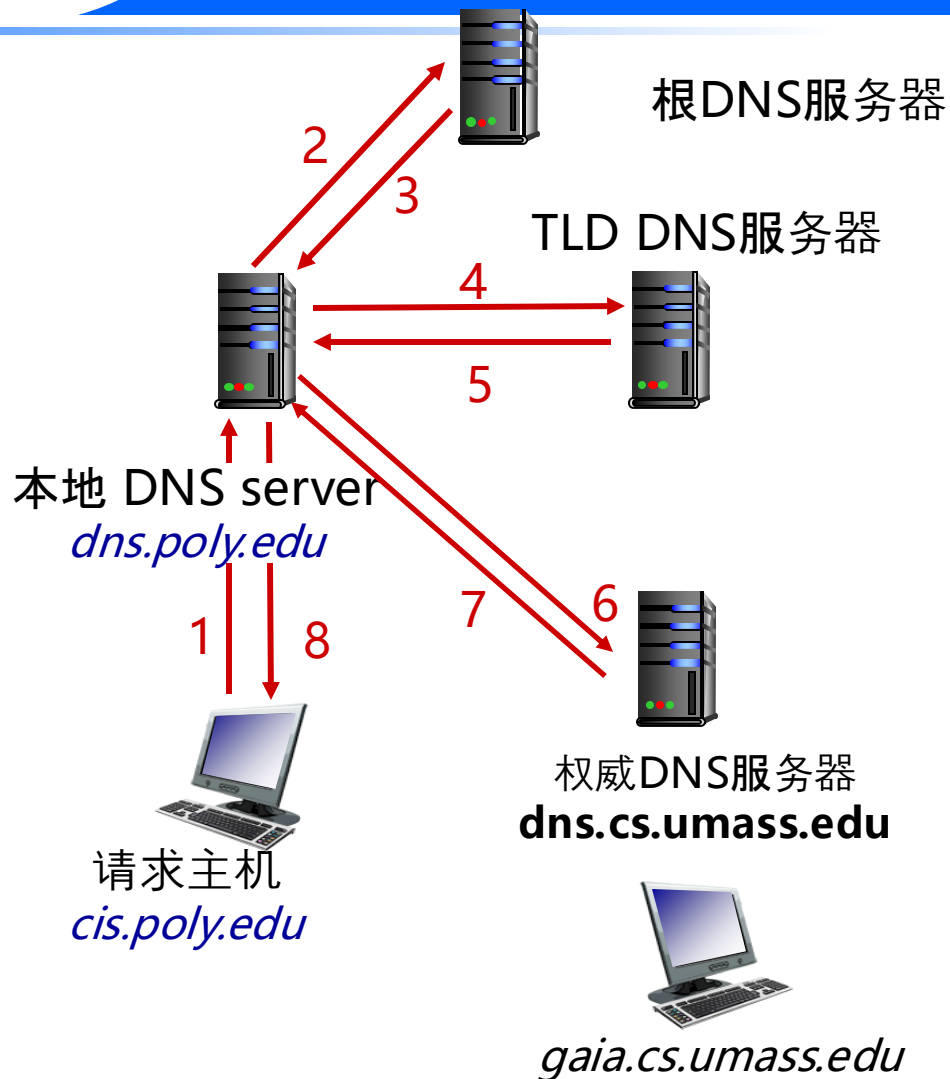 根DNS服务器
2
3
TLD DNS服务器
4
5
本地 DNS server
dns.poly.edu
1
8
7
6
权威DNS服务器
dns.cs.umass.edu
请求主机
cis.poly.edu
gaia.cs.umass.edu